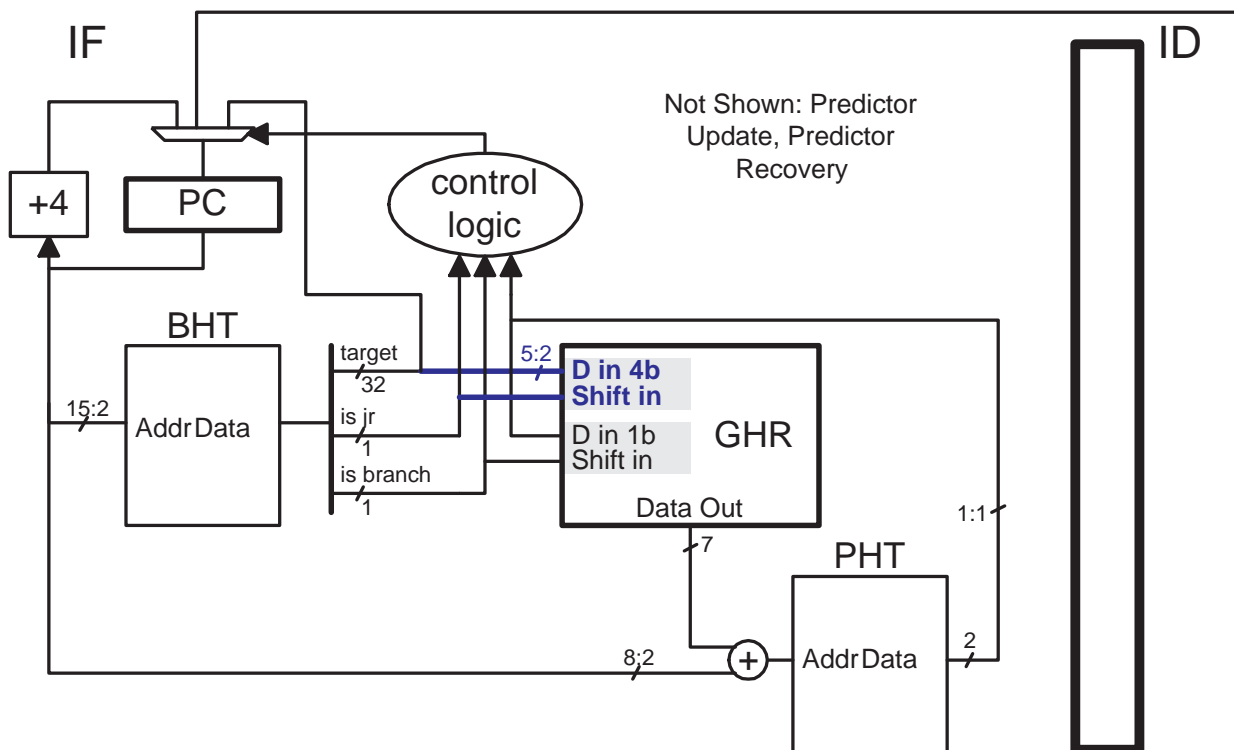 IF
ID
Not Shown: Predictor
Update, Predictor
Recovery
+4
PC
control
logic
BHT
target
32
5:2
D in 4b
Shift in
15:2
Addr Data
is jr
1
D in 1b
Shift in
GHR
is branch
1
Data Out
1:1
7
PHT
8:2
+
Addr Data
2